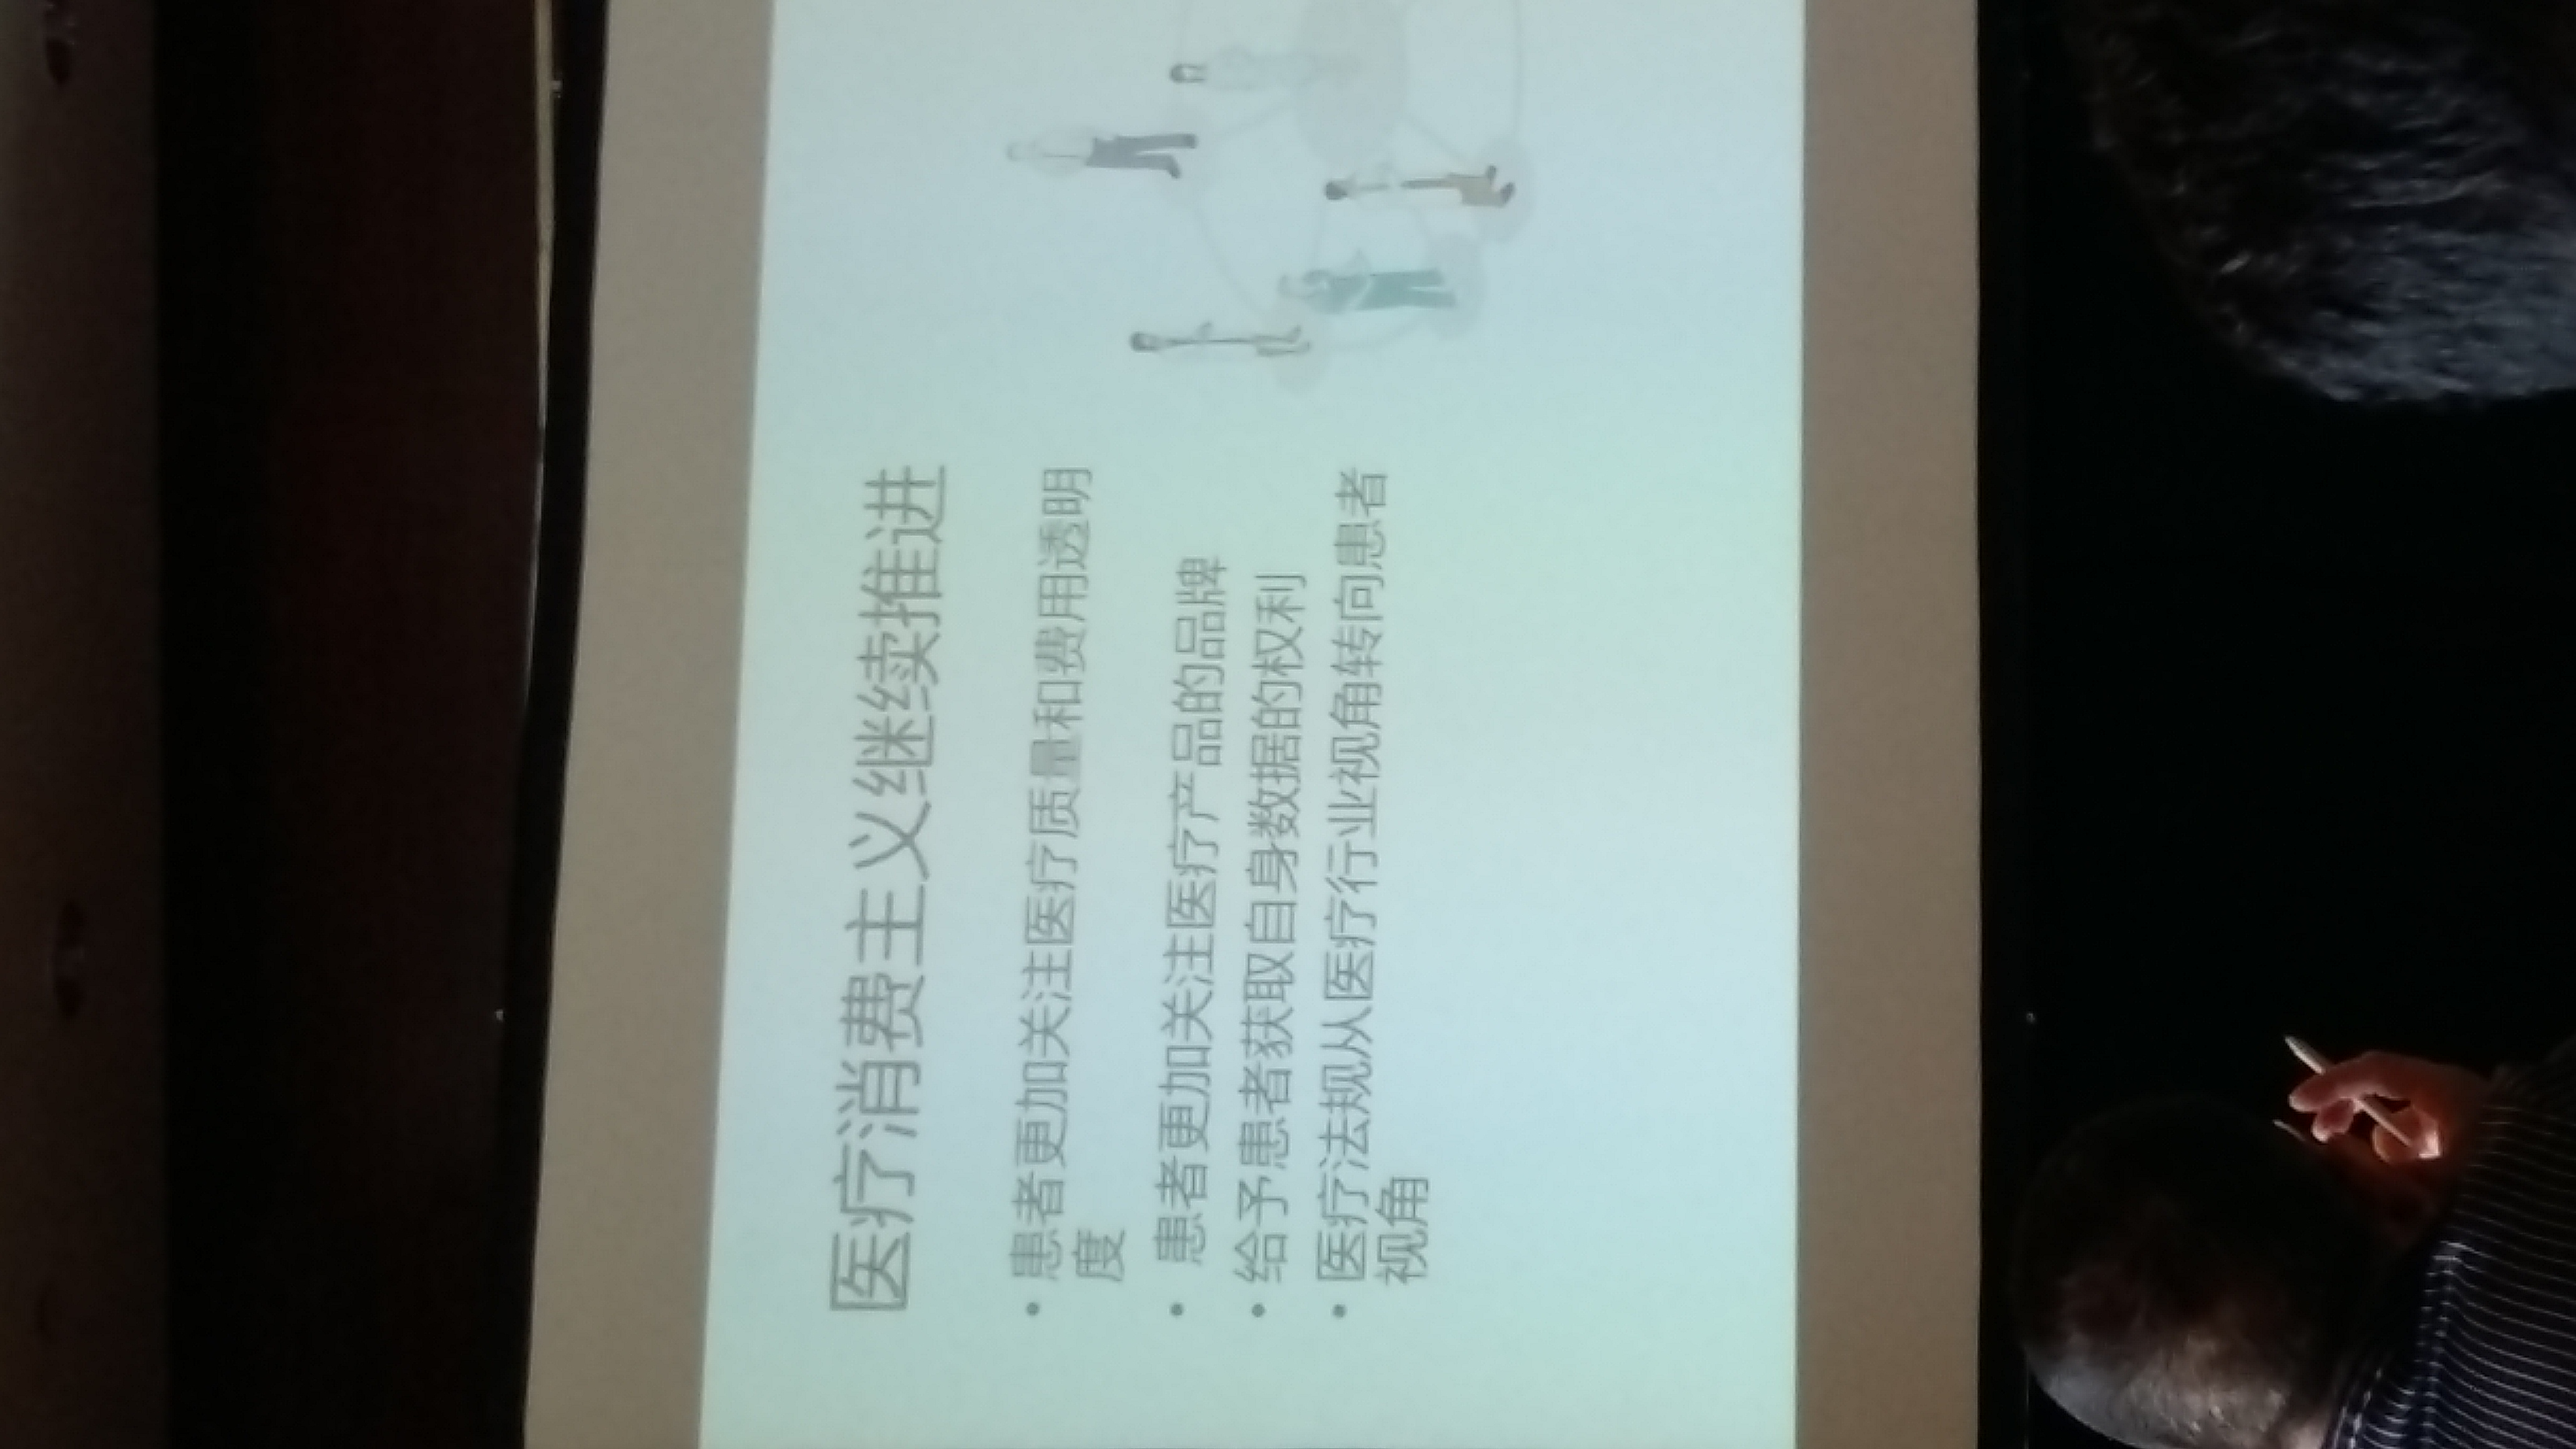 医疗消费主义继续推进
• 患者更加关注医疗质量和费用透明
度
• 患者更加关注医疗产品的品牌
• 给予患者获取自身数据的权利
• 医疗法规从医疗行业视角转向患者
视角